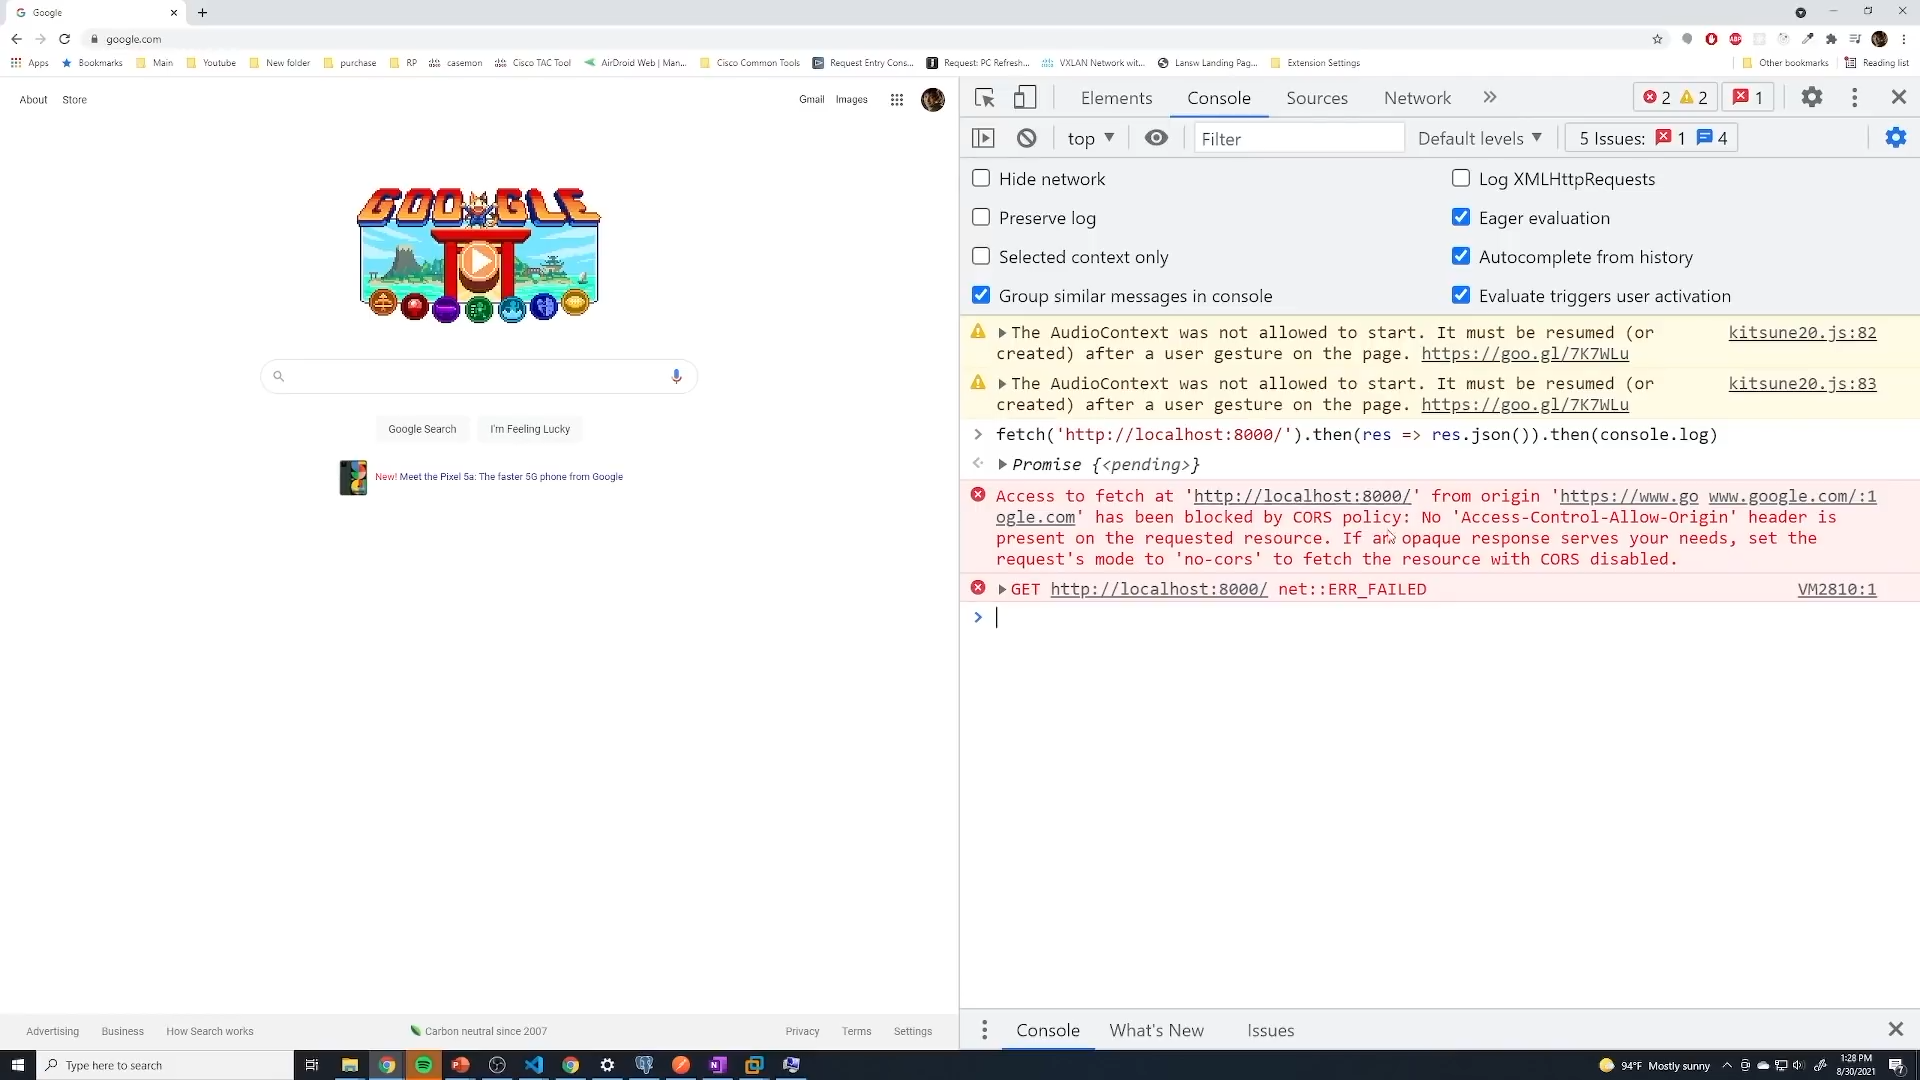 Google
google.com
Apps Bookmarks Main Youtube New folder purchase RP casemon Cisco TAC Tool AirDroid Web | Man... Cisco Common Tools Request Entry Cons... Request: PC Refresh... VXLAN Network wit... Lansw Landing Pag... Extension Settings Other bookmarks Reading list
About Store Gmail Images
GOOGLE
Google Search I'm Feeling Lucky
New! Meet the Pixel 5a: The faster 5G phone from Google
Advertising Business How Search works Carbon neutral since 2007 Privacy Terms Settings
Elements Console Sources Network 2 2 1
top Filter Default levels 5 Issues: 1 4
Hide network Log XMLHttpRequests
Preserve log Eager evaluation
Selected context only Autocomplete from history
Group similar messages in console Evaluate triggers user activation
The AudioContext was not allowed to start. It must be resumed (or kitsune20.js:82
created) after a user gesture on the page. https://goo.gl/7K7WLu
The AudioContext was not allowed to start. It must be resumed (or kitsune20.js:83
created) after a user gesture on the page. https://goo.gl/7K7WLu
fetch('http://localhost:8000/').then(res => res.json()).then(console.log)
Promise {<pending>}
Access to fetch at 'http://localhost:8000/' from origin 'https://www.go www.google.com/:1
ogle.com' has been blocked by CORS policy: No 'Access-Control-Allow-Origin' header is
present on the requested resource. If an opaque response serves your needs, set the
request's mode to 'no-cors' to fetch the resource with CORS disabled.
GET http://localhost:8000/ net::ERR_FAILED VM2810:1
Console What's New Issues
Type here to search
94°F Mostly sunny
1:28 PM
8/30/2021